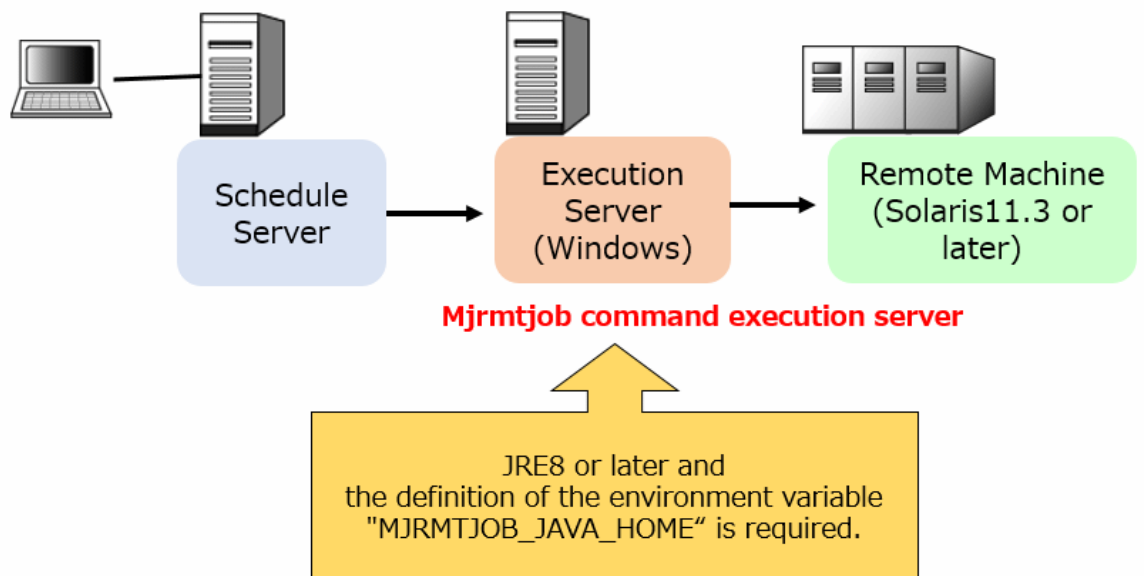 Schedule
Server
Execution
Server
(Windows)
Remote Machine
(Solaris11.3 or
later)
Mjrmtjob command execution server
JRE8 or later and
the definition of the environment variable
"MJRMTJOB_JAVA_HOME“ is required.